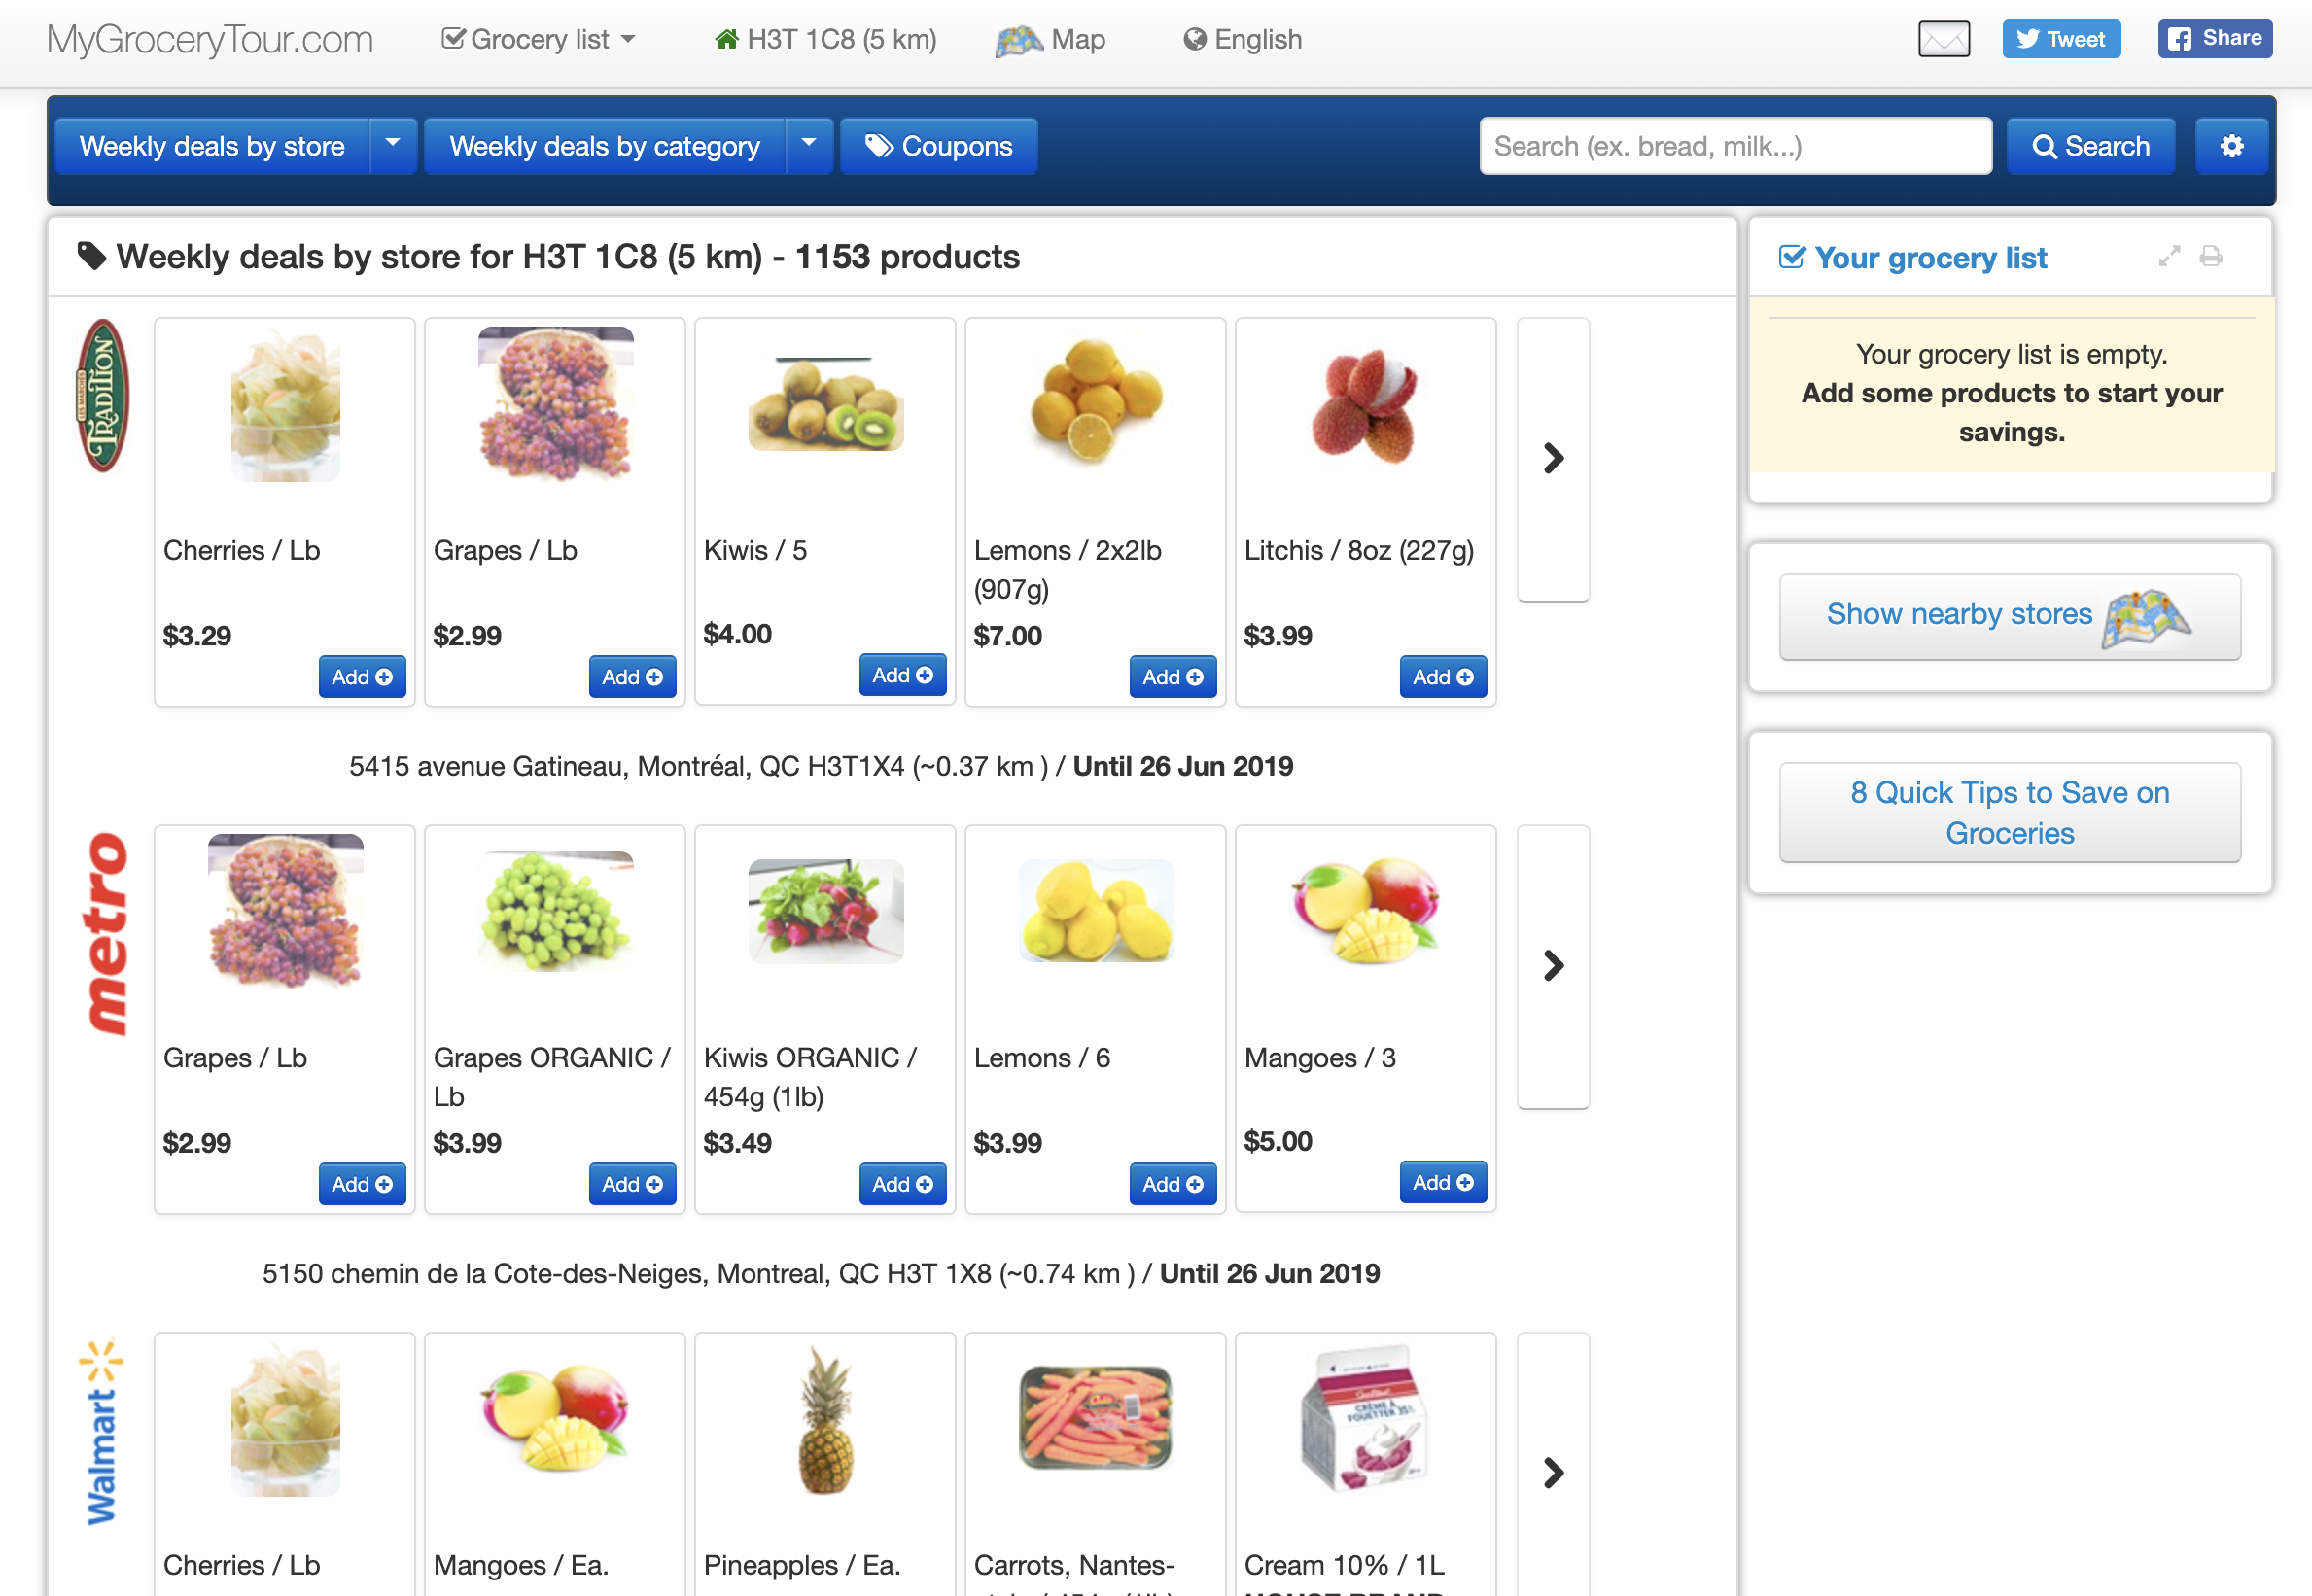 MyGroceryTour.com
Grocery list
H3T 1C8 (5 km)
Map
English
Tweet
Share
Weekly deals by store
Weekly deals by category
Coupons
Search (ex. bread, milk...)
Search
Weekly deals by store for H3T 1C8 (5 km) - 1153 products
LES MARCHÉS
TRADITION
Cherries / Lb
$3.29
Add
Grapes / Lb
$2.99
Add
Kiwis / 5
$4.00
Add
Lemons / 2x2lb
(907g)
$7.00
Add
Litchis / 8oz (227g)
$3.99
Add
5415 avenue Gatineau, Montréal, QC H3T1X4 (~0.37 km ) / Until 26 Jun 2019
metro
Grapes / Lb
$2.99
Add
Grapes ORGANIC /
Lb
$3.99
Add
Kiwis ORGANIC /
454g (1lb)
$3.49
Add
Lemons / 6
$3.99
Add
Mangoes / 3
$5.00
Add
5150 chemin de la Cote-des-Neiges, Montreal, QC H3T 1X8 (~0.74 km ) / Until 26 Jun 2019
Walmart
Cherries / Lb
Mangoes / Ea.
Pineapples / Ea.
Carrots, Nantes-
CRÈME À
FOUETTER 35%
Cream 10% / 1L
Your grocery list
Your grocery list is empty.
Add some products to start your
savings.
Show nearby stores
8 Quick Tips to Save on
Groceries